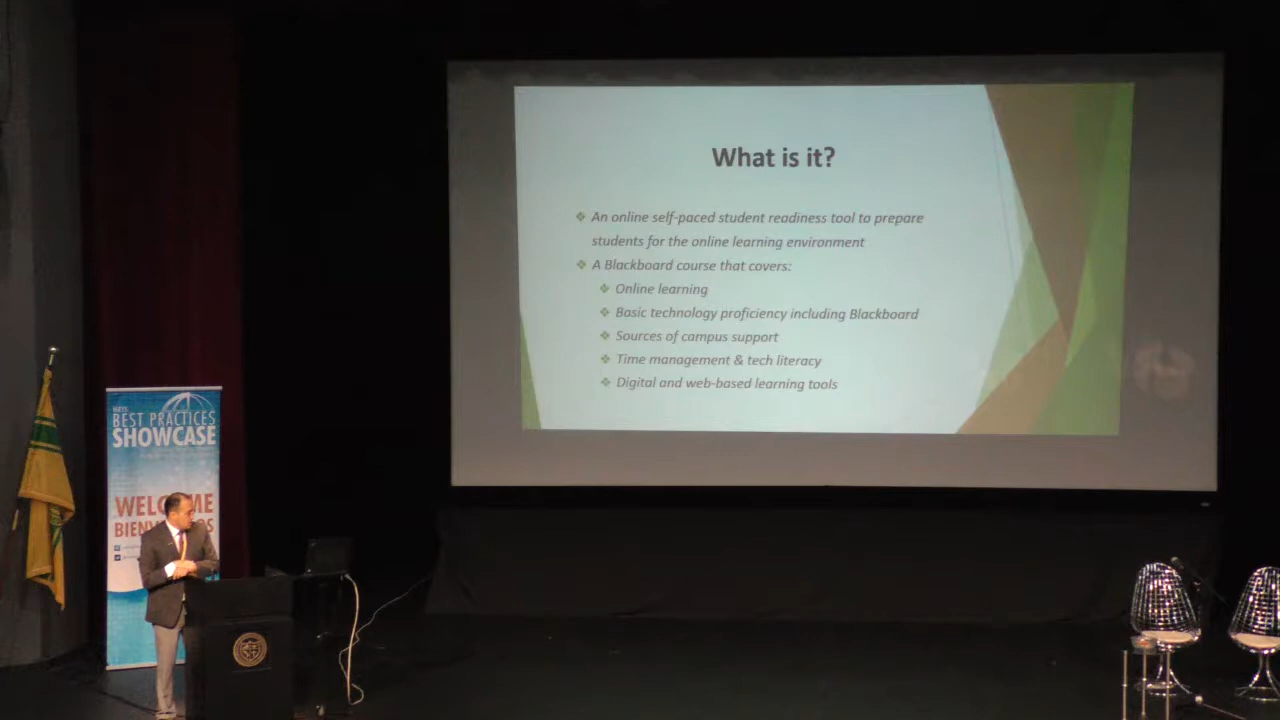 What is it?
❖ An online self-paced student readiness tool to prepare
students for the online learning environment
❖ A Blackboard course that covers:
❖ Online learning
❖ Basic technology proficiency including Blackboard
❖ Sources of campus support
❖ Time management & tech literacy
❖ Digital and web-based learning tools
BEST PRACTICES
SHOWCASE